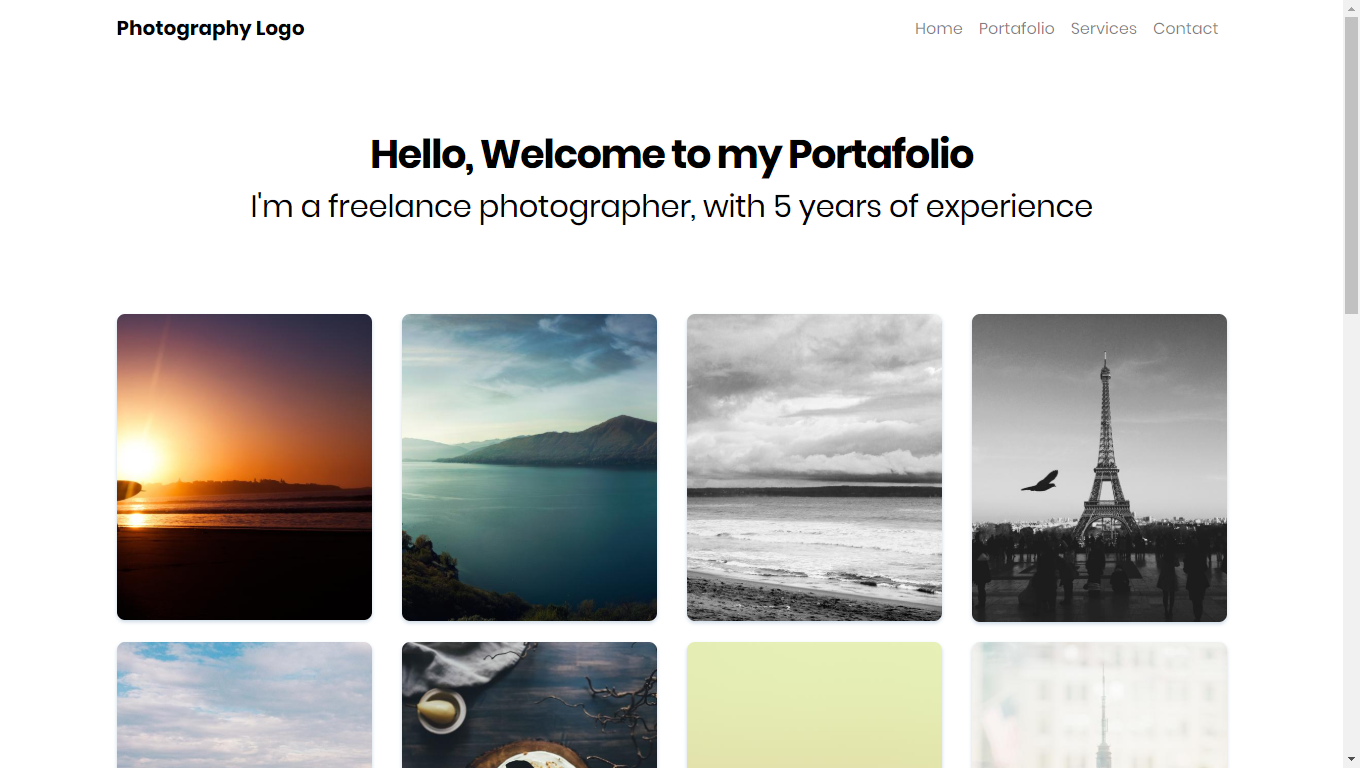 Photography Logo
Home Portafolio Services Contact
Hello, Welcome to my Portafolio
I'm a freelance photographer, with 5 years of experience